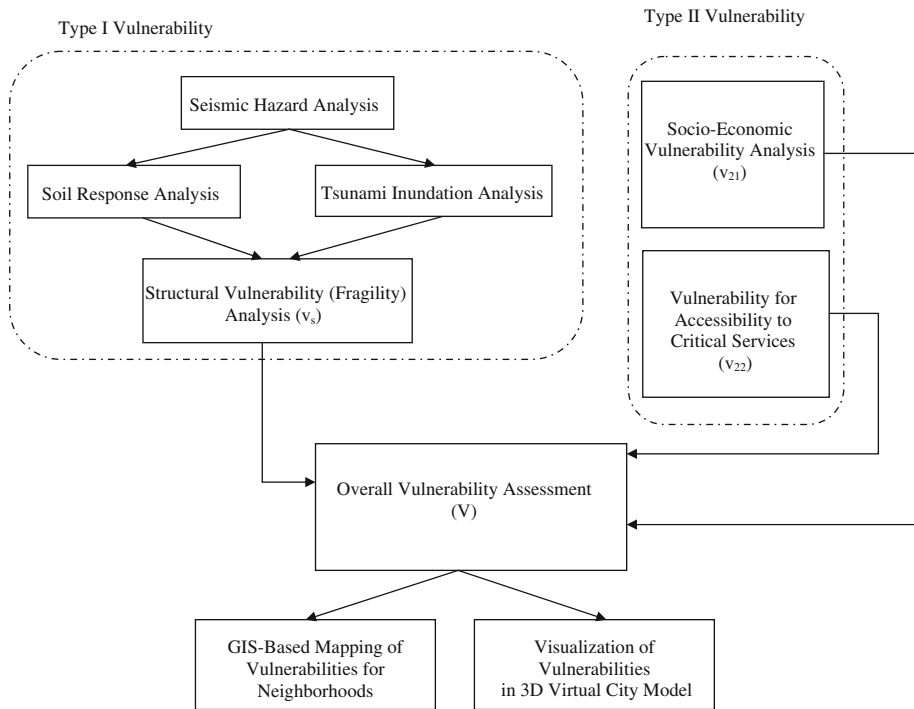 Type I Vulnerability
Type II Vulnerability
Seismic Hazard Analysis
Soil Response Analysis
Tsunami Inundation Analysis
Structural Vulnerability (Fragility)
Analysis (vs)
Socio-Economic
Vulnerability Analysis
(v21)
Vulnerability for
Accessibility to
Critical Services
(v22)
Overall Vulnerability Assessment
(V)
GIS-Based Mapping of
Vulnerabilities for
Neighborhoods
Visualization of
Vulnerabilities
in 3D Virtual City Model